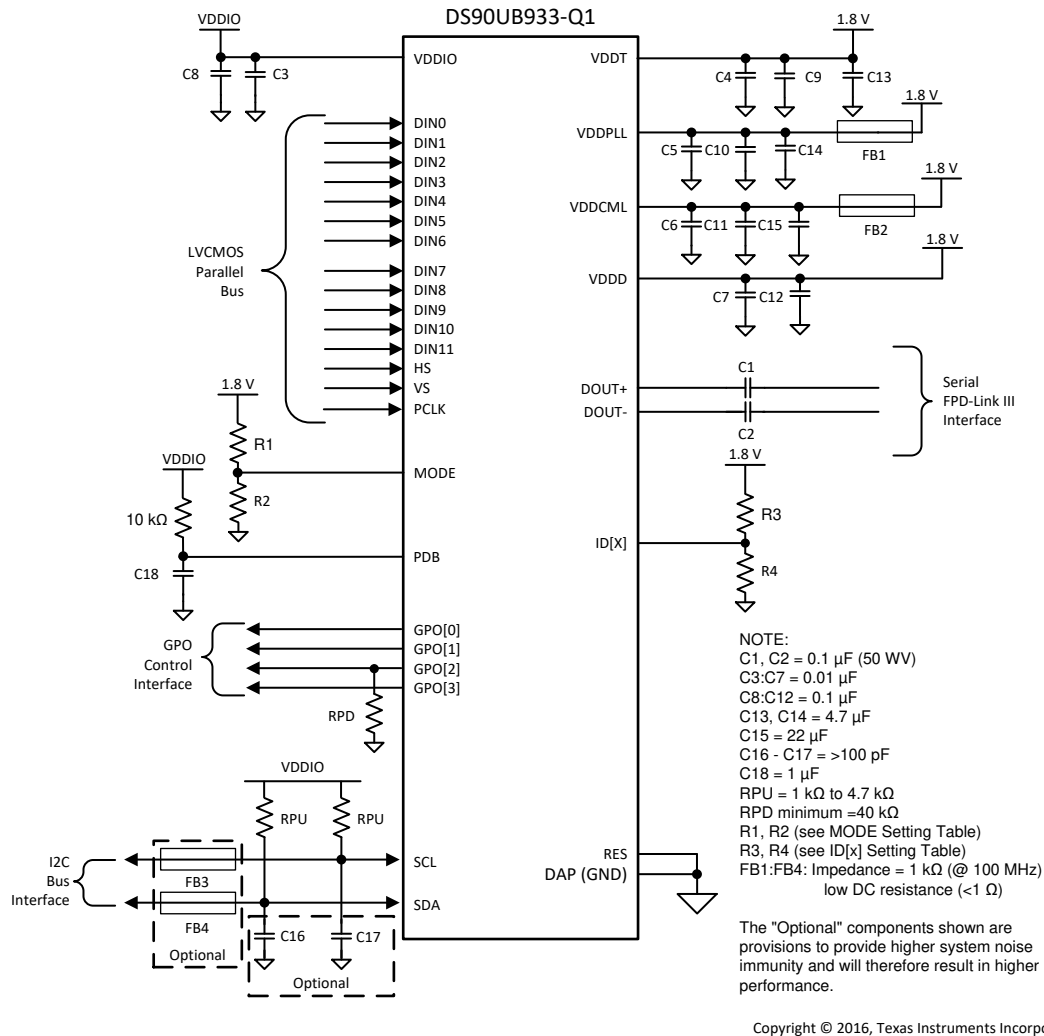 DS90UB933-Q1
VDDIO
C8
C3
VDDIO
LVCMOS
Parallel
Bus
DIN0
DIN1
DIN2
DIN3
DIN4
DIN5
DIN6
DIN7
DIN8
DIN9
DIN10
DIN11
HS
VS
PCLK
1.8 V
R1
R2
MODE
VDDIO
10 kΩ
C18
PDB
GPO
Control
Interface
GPO[0]
GPO[1]
GPO[2]
GPO[3]
RPD
VDDIO
RPU
RPU
I2C
Bus
Interface
FB3
FB4
Optional
SCL
SDA
C16
C17
Optional
1.8 V
VDDT
C4
C9
C13
1.8 V
VDDPLL
C5
C10
C14
FB1
1.8 V
VDDCML
C6
C11
C15
FB2
1.8 V
VDDD
C7
C12
DOUT+
DOUT-
C1
C2
Serial
FPD-Link III
Interface
1.8 V
R3
ID[X]
R4
RES
DAP (GND)
NOTE:
C1, C2 = 0.1 µF (50 WV)
C3:C7 = 0.01 µF
C8:C12 = 0.1 µF
C13, C14 = 4.7 µF
C15 = 22 µF
C16 - C17 = >100 pF
C18 = 1 µF
RPU = 1 kΩ to 4.7 kΩ
RPD minimum =40 kΩ
R1, R2 (see MODE Setting Table)
R3, R4 (see ID[x] Setting Table)
FB1:FB4: Impedance = 1 kΩ (@ 100 MHz)
low DC resistance (<1 Ω)
The "Optional" components shown are
provisions to provide higher system noise
immunity and will therefore result in higher
performance.
Copyright © 2016, Texas Instruments Incorp